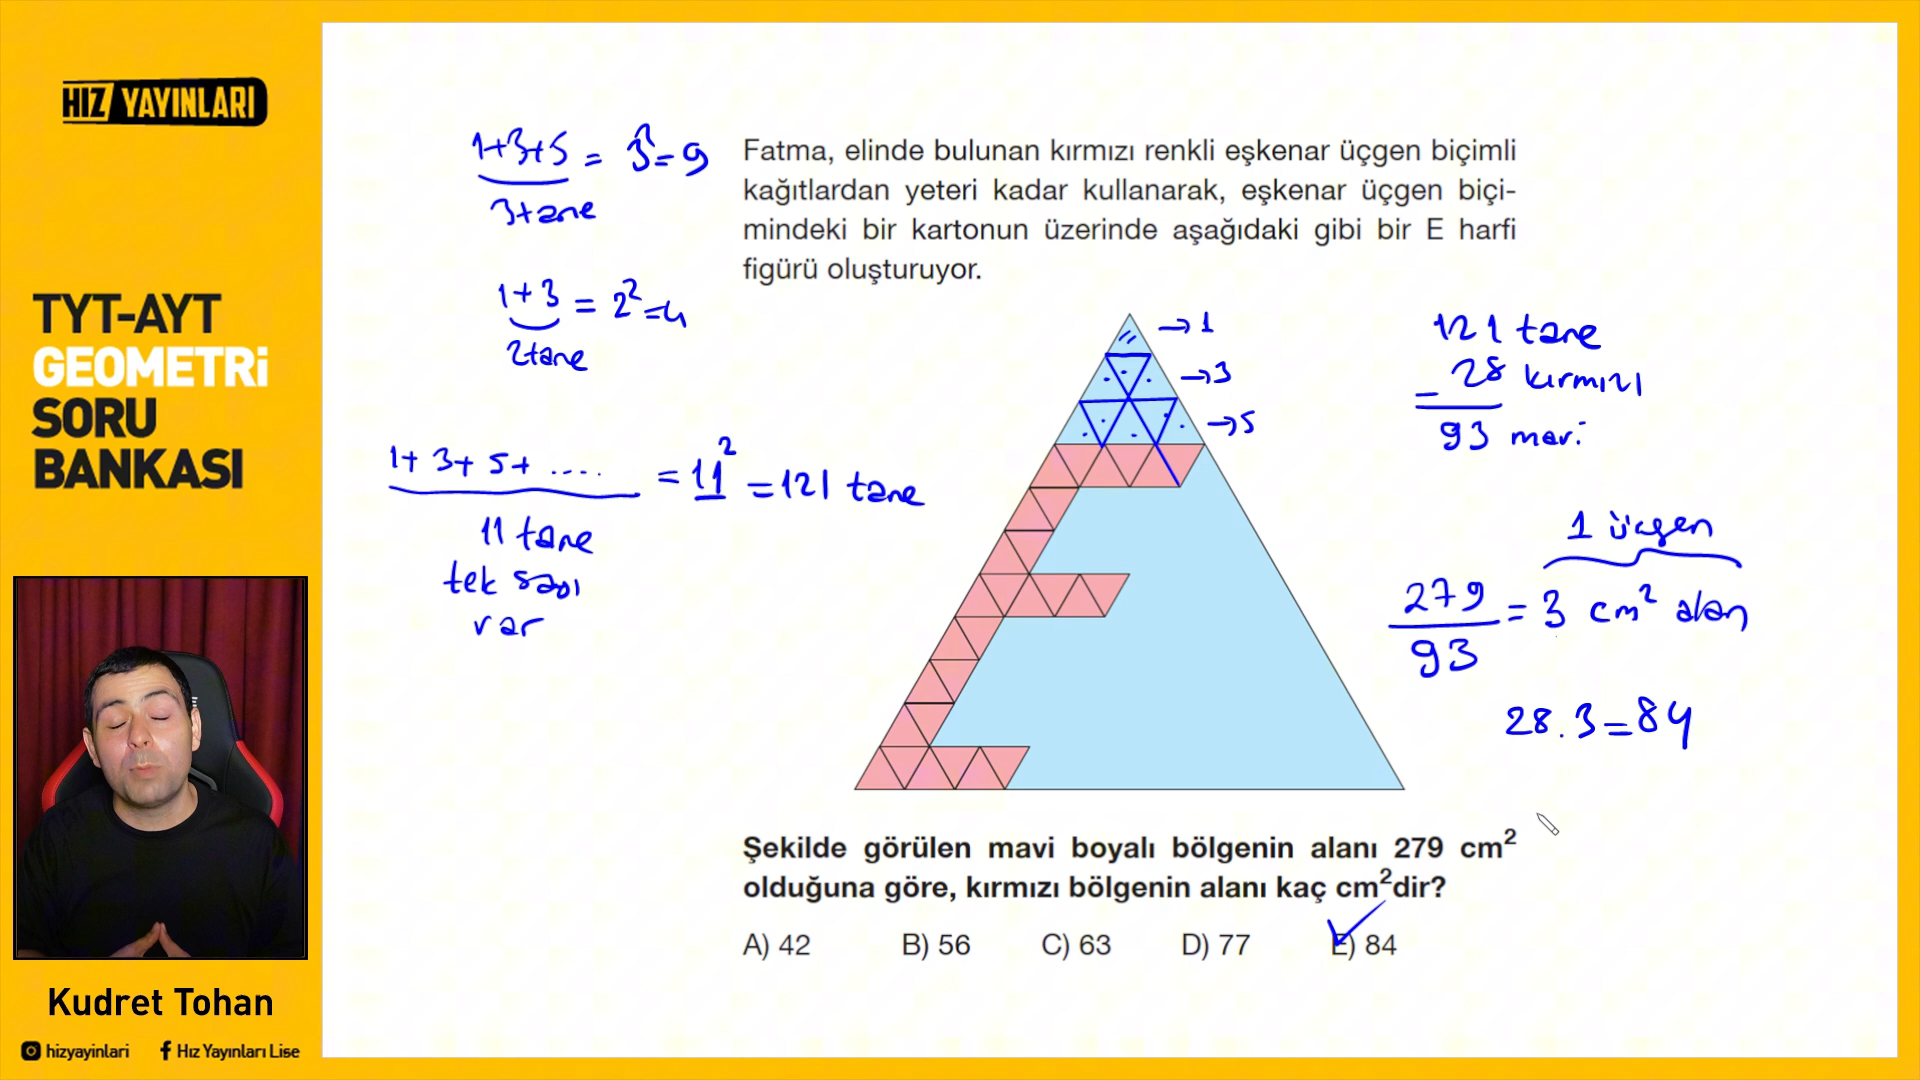 HIZ YAYINLARI
TYT-AYT
GEOMETRİ
SORU
BANKASI
Kudret Tohan
hizyayinlari
Hız Yayınları Lise
1+3+5 = 3² = 9
3 tane
1+3 = 2² = 4
2 tane
1+ 3+ 5+ .... = 11² = 121 tane
11 tane
tek sayı
var
Fatma, elinde bulunan kırmızı renkli eşkenar üçgen biçimli
kağıtlardan yeteri kadar kullanarak, eşkenar üçgen biçi-
mindeki bir kartonun üzerinde aşağıdaki gibi bir E harfi
figürü oluşturuyor.
→1
→3
→5
121 tane
- 28 kırmızı
93 mavi
1 üçgen
279/93 = 3 cm² alan
28.3=84
Şekilde görülen mavi boyalı bölgenin alanı 279 cm²
olduğuna göre, kırmızı bölgenin alanı kaç cm²dir?
A) 42 B) 56 C) 63 D) 77 E) 84